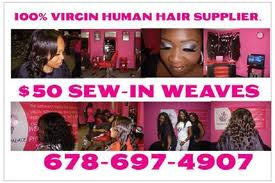 100% VIRGIN HUMAN HAIR SUPPLIER.
$50 SEW-IN WEAVES
678-697-4907